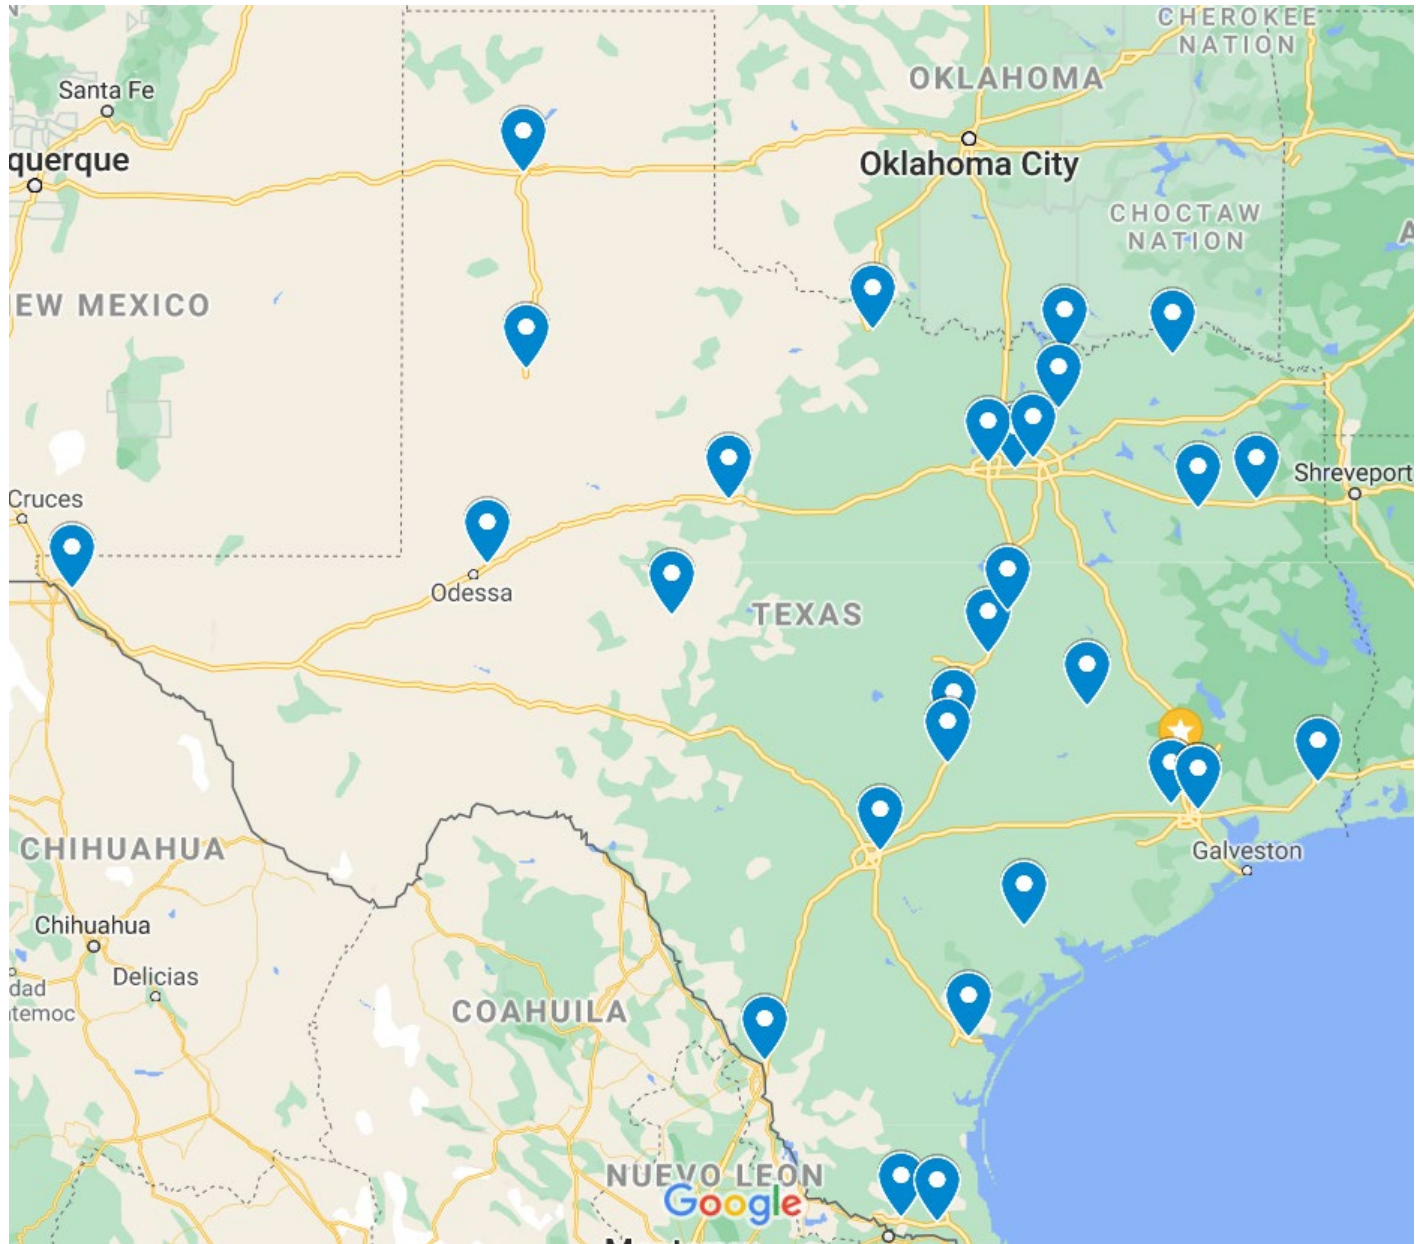 CHEROKEE
NATION
OKLAHOMA
Santa Fe
querque
Oklahoma City
CHOCTAW
NATION
A
EW MEXICO
Shreveport
Cruces
Odessa
TEXAS
Galveston
CHIHUAHUA
Chihuahua
Delicias
dad
temoc
COAHUILA
NUEVO LEON
Google